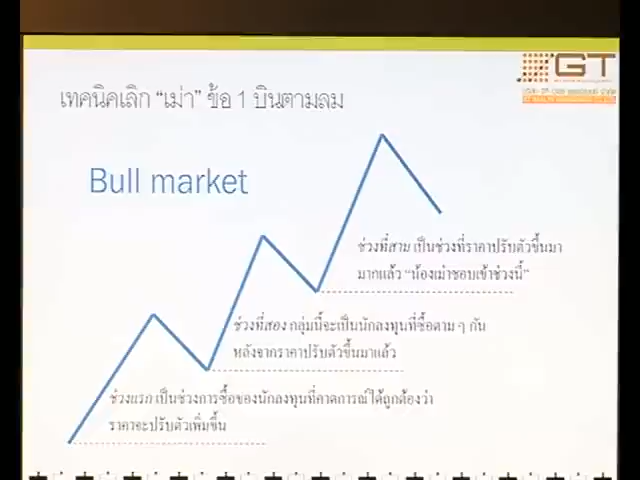 GT
เทคนิคเลิก “เม่า” ข้อ 1 บินตามลม
Bull market
ช่วงที่สาม เป็นช่วงที่ราคาปรับตัวขึ้นมา
มากแล้ว “น้องเม่าชอบเข้าช่วงนี้”
ช่วงที่สอง กลุ่มนี้จะเป็นนักลงทุนที่ซื้อตาม ๆ กัน
หลังจากราคาปรับตัวขึ้นมาแล้ว
ช่วงแรก เป็นช่วงการซื้อของนักลงทุนที่คาดการณ์ได้ถูกต้องว่า
ราคาจะปรับตัวเพิ่มขึ้น